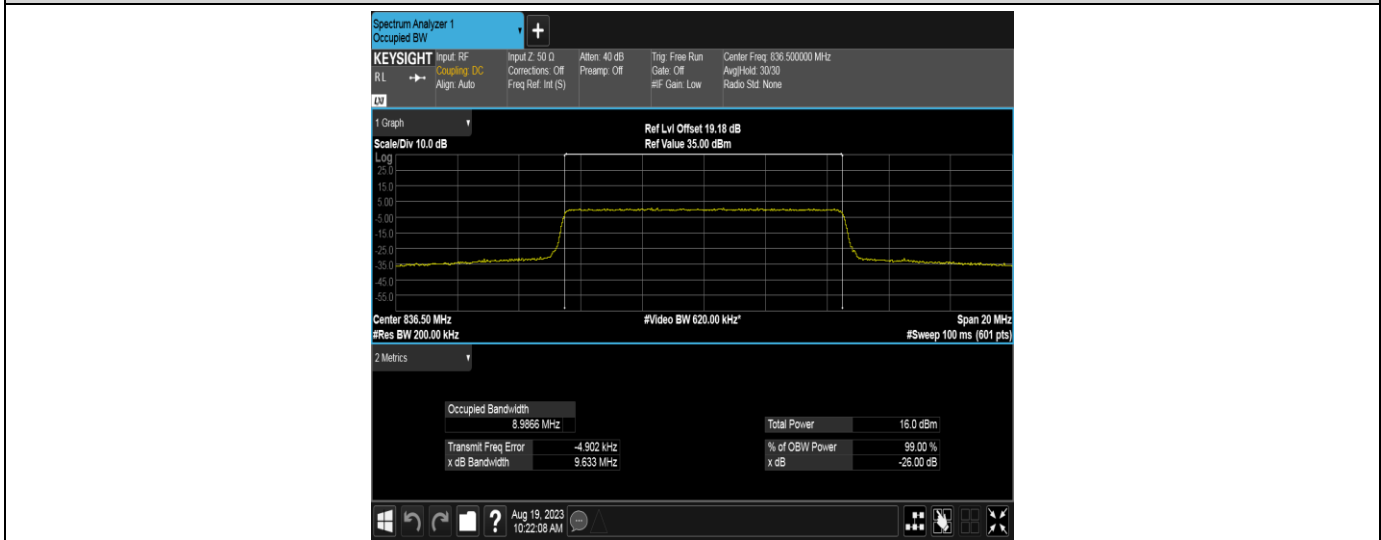 Spectrum Analyzer 1
Occupied BW
+
KEYSIGHT Input: RF Input Z: 50 Ω Atten: 40 dB Trig: Free Run Center Freq: 836.500000 MHz
RL Coupling: DC Corrections: Off Preamp: Off Gate: Off Avg|Hold: 30/30
Align: Auto Freq Ref: Int (S) #IF Gain: Low Radio Std: None
LXI
1 Graph Ref Lvl Offset 19.18 dB
Scale/Div 10.0 dB Ref Value 35.00 dBm
Log
25.0
15.0
5.00
-5.00
-15.0
-25.0
-35.0
-45.0
-55.0
Center 836.50 MHz #Video BW 620.00 kHz* Span 20 MHz
#Res BW 200.00 kHz #Sweep 100 ms (601 pts)
2 Metrics
Occupied Bandwidth
8.9866 MHz Total Power 16.0 dBm
Transmit Freq Error -4.902 kHz % of OBW Power 99.00 %
x dB Bandwidth 9.633 MHz x dB -26.00 dB
? Aug 19, 2023
10:22:08 AM